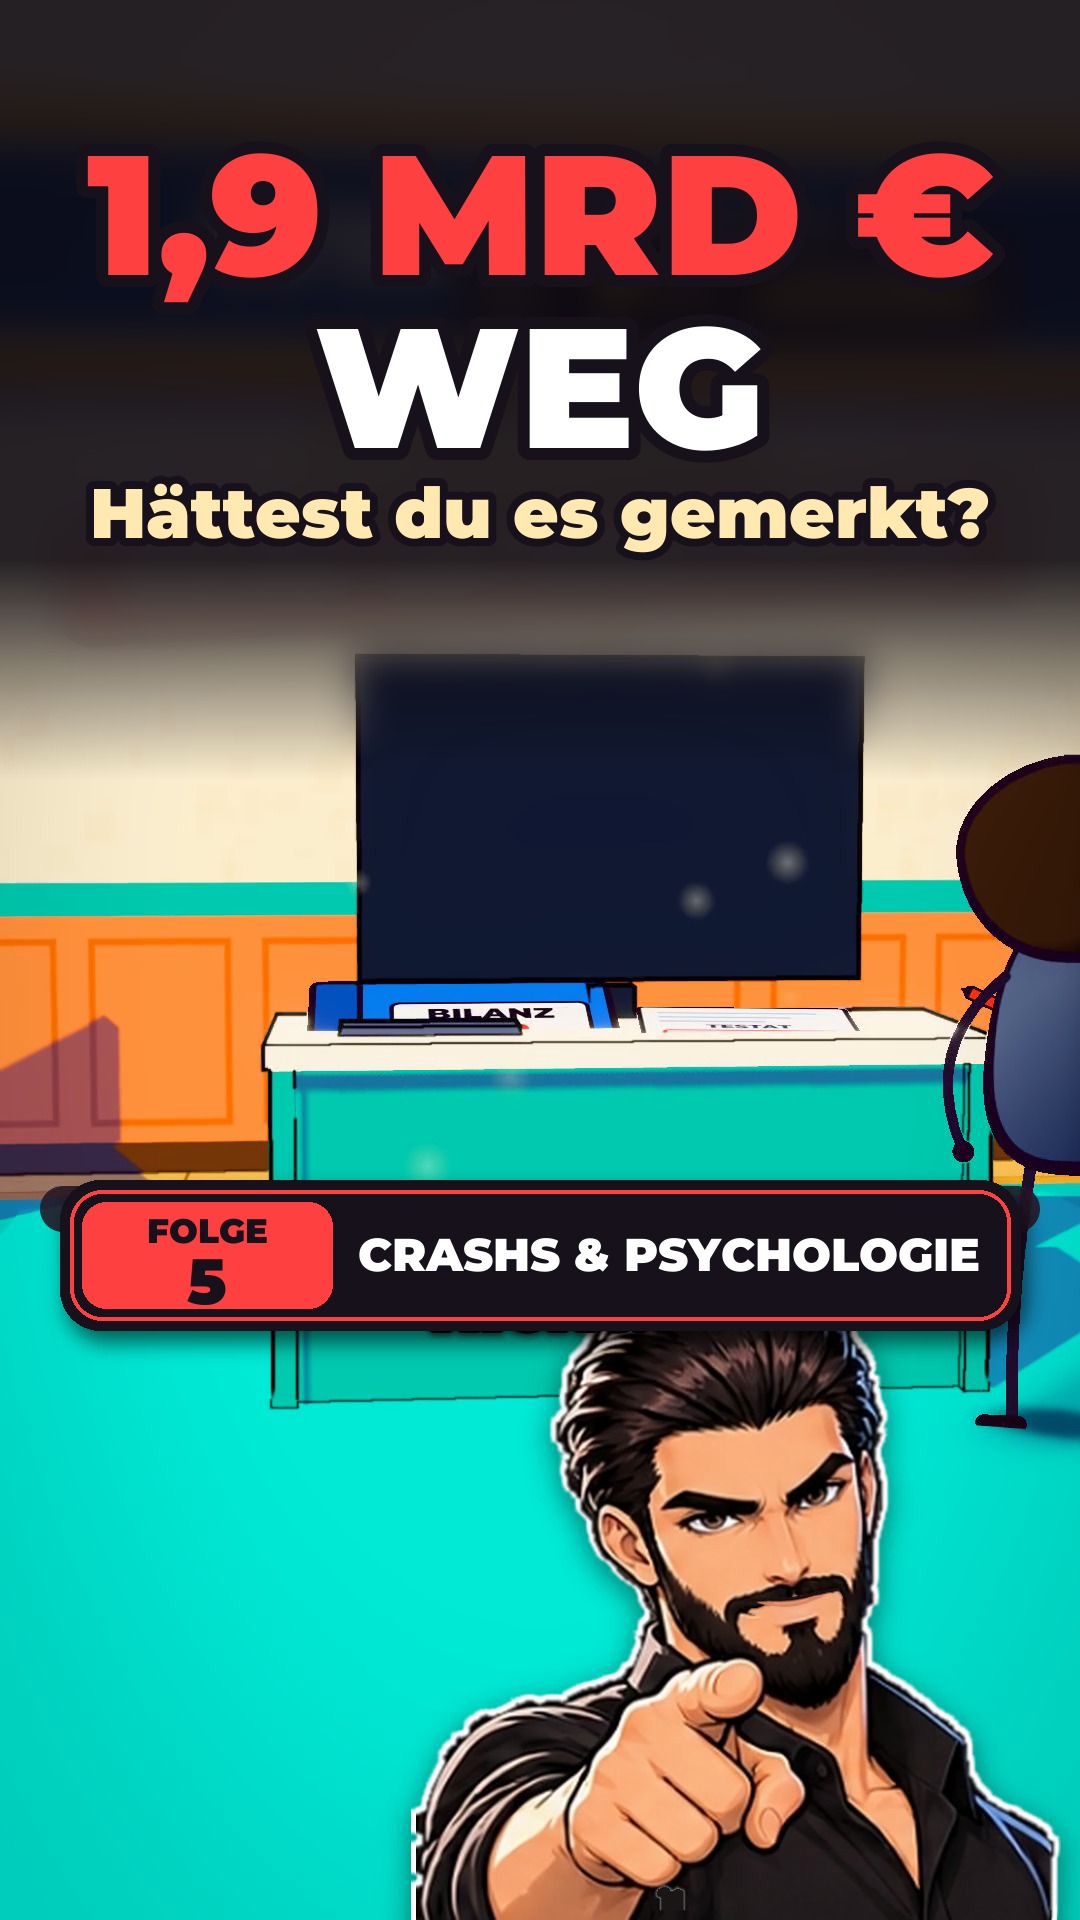 1,9 MRD €
WEG
Hättest du es gemerkt?
BILANZ
TESTAT
FOLGE
5
CRASHS & PSYCHOLOGIE